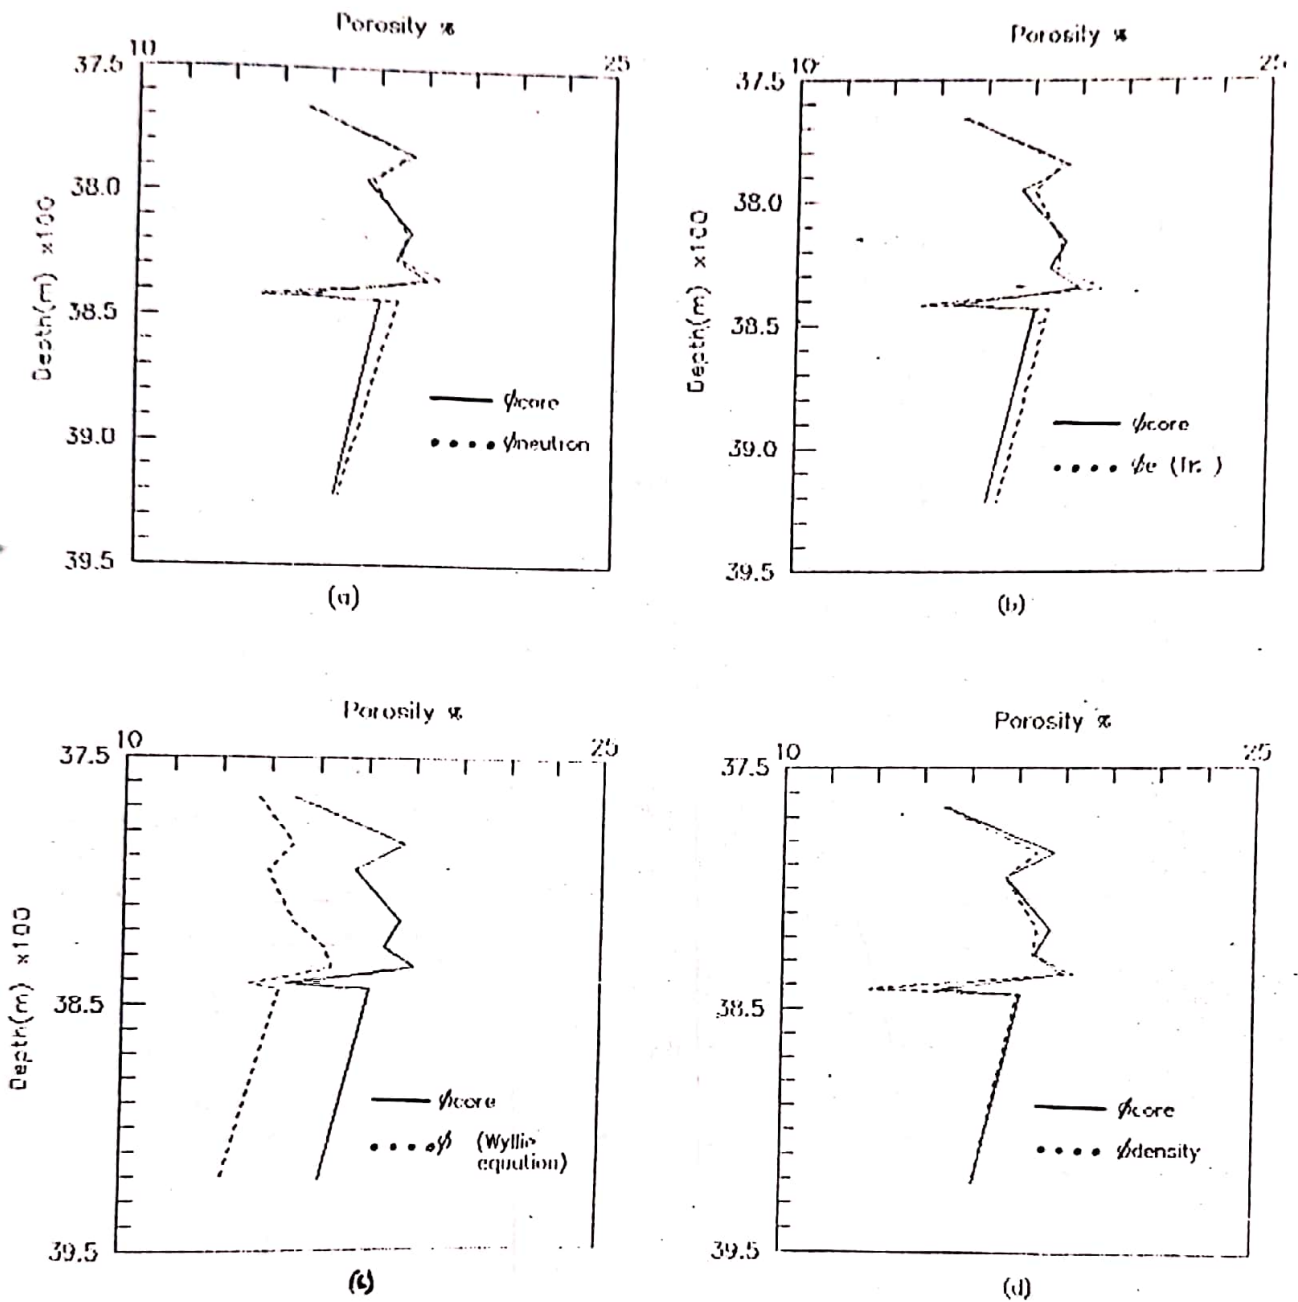 Porosity %
10 25
37.5
38.0
38.5
39.0
39.5
Depth(m) x100
ϕcore
ϕneutron
(a)
Porosity %
10 25
37.5
38.0
38.5
39.0
39.5
Depth(m) x100
ϕcore
ϕe (Tr. )
(b)
Porosity %
10 25
37.5
38.5
39.5
Depth(m) x100
ϕcore
ϕ (Wyllie
equation)
(c)
Porosity %
10 25
37.5
38.5
39.5
ϕcore
ϕdensity
(d)